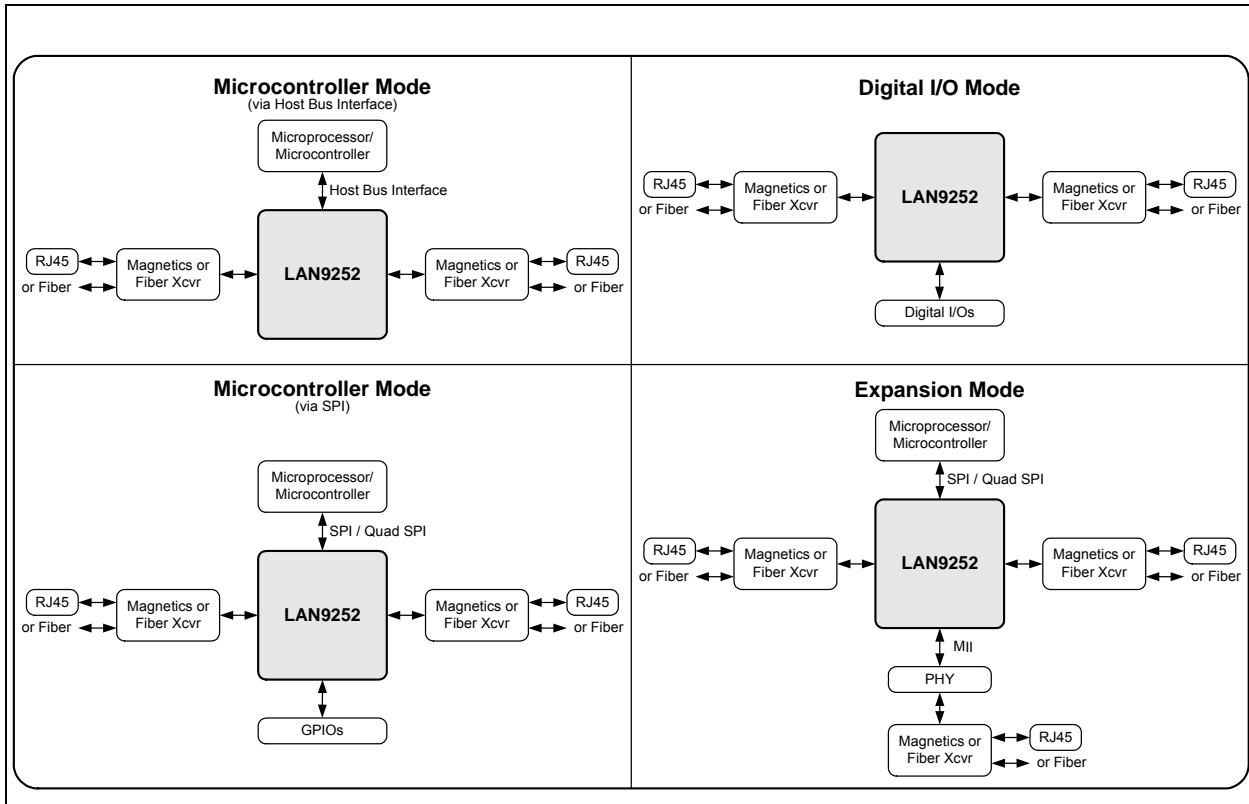 Microcontroller Mode
(via Host Bus Interface)
Microprocessor/
Microcontroller
Host Bus Interface
RJ45
or Fiber
Magnetics or
Fiber Xcvr
LAN9252
Magnetics or
Fiber Xcvr
RJ45
or Fiber
Digital I/O Mode
RJ45
or Fiber
Magnetics or
Fiber Xcvr
LAN9252
Magnetics or
Fiber Xcvr
RJ45
or Fiber
Digital I/Os
Microcontroller Mode
(via SPI)
Microprocessor/
Microcontroller
SPI / Quad SPI
RJ45
or Fiber
Magnetics or
Fiber Xcvr
LAN9252
Magnetics or
Fiber Xcvr
RJ45
or Fiber
GPIOs
Expansion Mode
Microprocessor/
Microcontroller
SPI / Quad SPI
RJ45
or Fiber
Magnetics or
Fiber Xcvr
LAN9252
Magnetics or
Fiber Xcvr
RJ45
or Fiber
MII
PHY
Magnetics or
Fiber Xcvr
RJ45
or Fiber